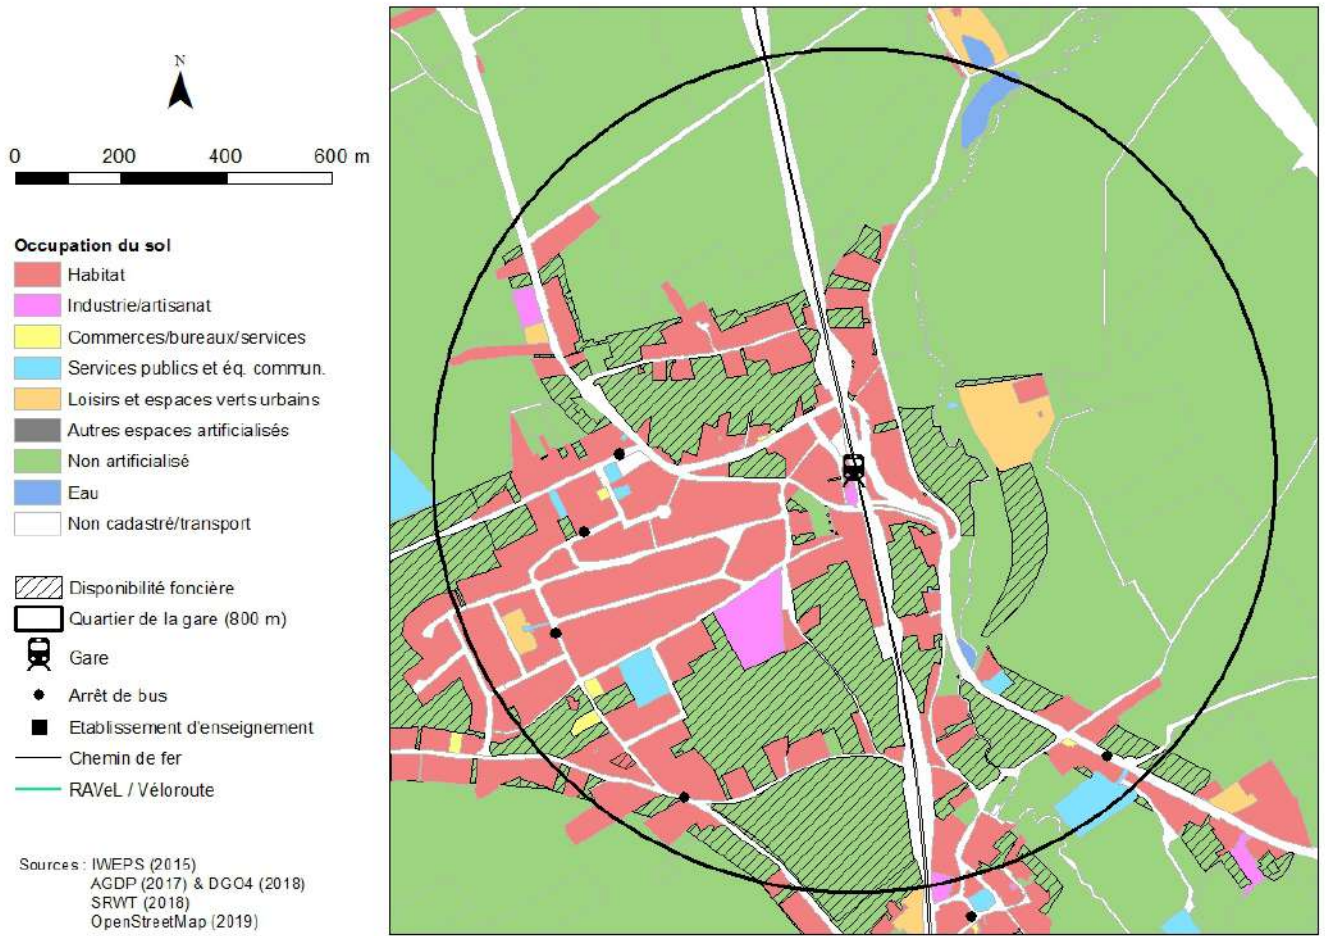 N
0 200 400 600 m
Occupation du sol
Habitat
Industrie/artisanat
Commerces/bureaux/services
Services publics et éq. commun.
Loisirs et espaces verts urbains
Autres espaces artificialisés
Non artificialisé
Eau
Non cadastré/transport
Disponibilité foncière
Quartier de la gare (800 m)
Gare
Arrêt de bus
Etablissement d'enseignement
Chemin de fer
RAVeL / Véloroute
Sources : IWEPS (2015)
AGDP (2017) & DGO4 (2018)
SRWT (2018)
OpenStreetMap (2019)